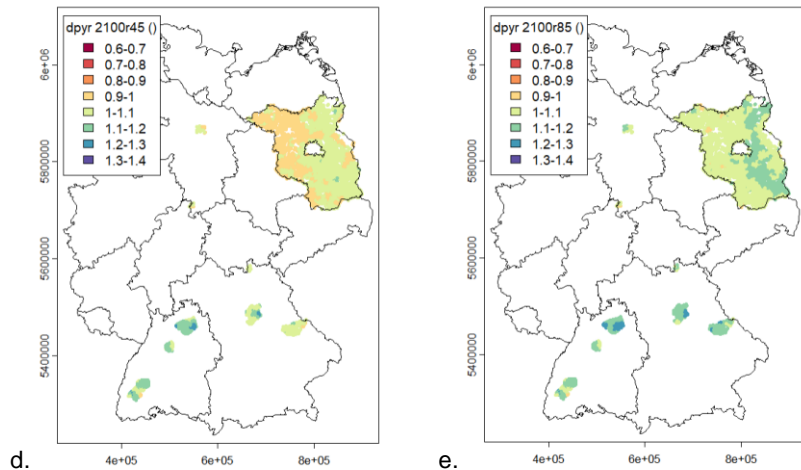 dpyr 2100r45 ()
0.6-0.7
0.7-0.8
0.8-0.9
0.9-1
1-1.1
1.1-1.2
1.2-1.3
1.3-1.4
6e+06
5800000
5600000
5400000
4e+05 6e+05 8e+05
d.
dpyr 2100r85 ()
0.6-0.7
0.7-0.8
0.8-0.9
0.9-1
1-1.1
1.1-1.2
1.2-1.3
1.3-1.4
6e+06
5800000
5600000
5400000
4e+05 6e+05 8e+05
e.